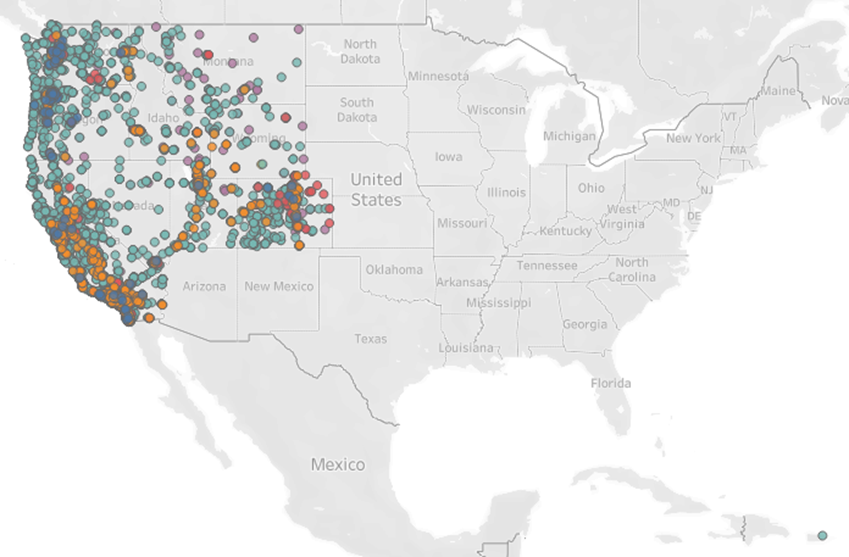 North
Dakota
Minnesota
Montana
Maine
Nova
South
Dakota
Wisconsin
VT
Idaho
Michigan
New York
Wyoming
MA
Iowa
United
States
Illinois
Ohio
NJ
MD
West
Virginia
DE
Missouri
Kentucky
Tennessee
North
Carolina
Oklahoma
Arizona
New Mexico
Arkansas
Mississippi
Georgia
Texas
Louisiana
Florida
Mexico